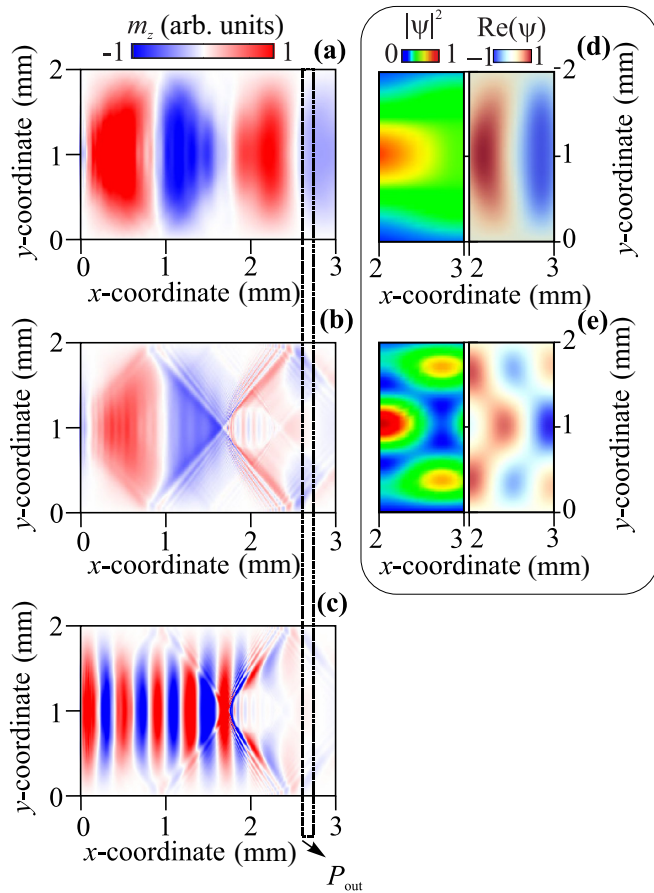 m_z (arb. units)
-1 1
(a)
2
1
0
y-coordinate (mm)
0 1 2 3
x-coordinate (mm)
(b)
2
1
0
y-coordinate (mm)
0 1 2 3
x-coordinate (mm)
(c)
2
1
0
y-coordinate (mm)
0 1 2 3
x-coordinate (mm)
P_out
|ψ|² Re(ψ)
0 1 −1 1
(d)
2
1
0
y-coordinate (mm)
2 3 2 3
x-coordinate (mm)
(e)
2
1
0
y-coordinate (mm)
2 3 2 3
x-coordinate (mm)